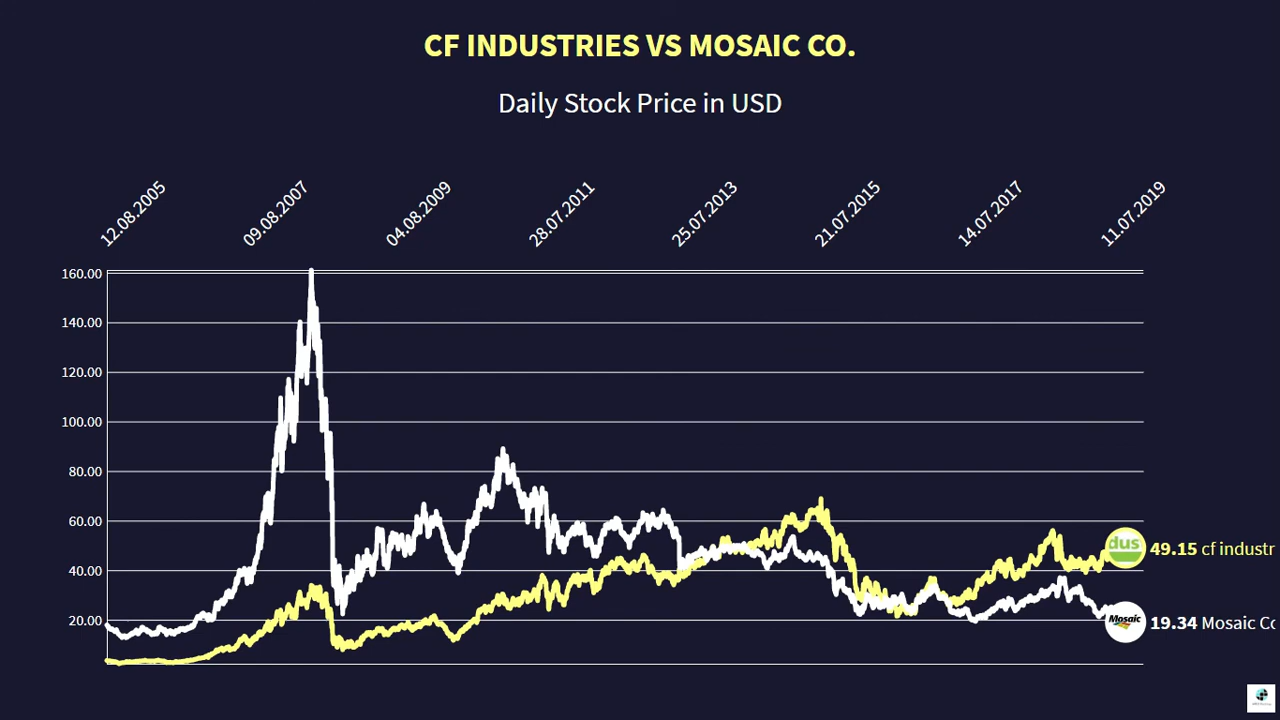 CF INDUSTRIES VS MOSAIC CO.
Daily Stock Price in USD
12.08.2005
09.08.2007
04.08.2009
28.07.2011
25.07.2013
21.07.2015
14.07.2017
11.07.2019
160.00
140.00
120.00
100.00
80.00
60.00
40.00
20.00
dus
49.15 cf industr
Mosaic
19.34 Mosaic Co